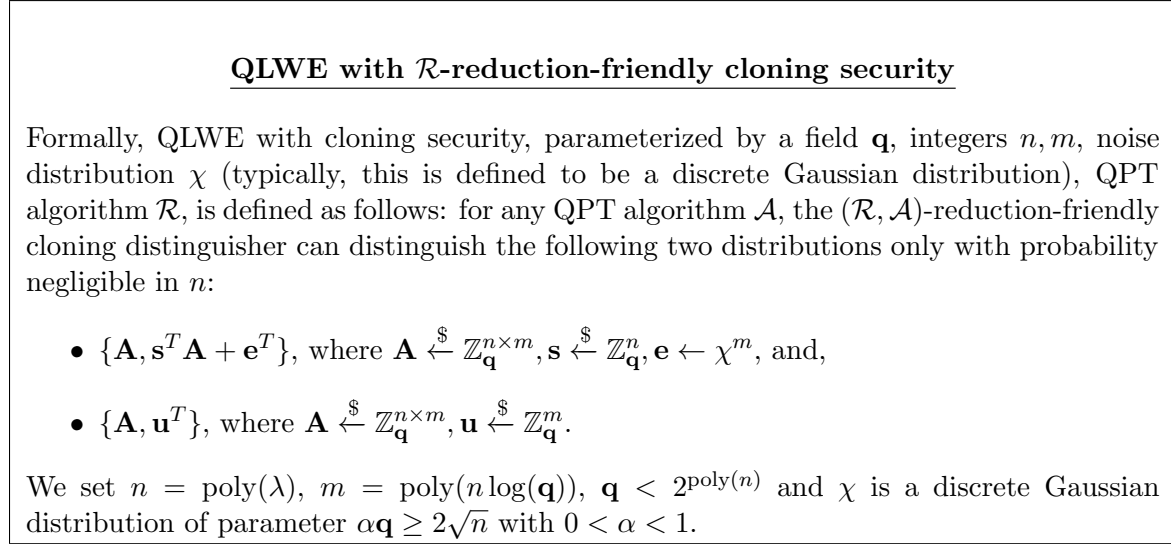 QLWE with ℛ-reduction-friendly cloning security
Formally, QLWE with cloning security, parameterized by a field 𝐪, integers n, m, noise
distribution χ (typically, this is defined to be a discrete Gaussian distribution), QPT
algorithm ℛ, is defined as follows: for any QPT algorithm 𝒜, the (ℛ, 𝒜)-reduction-friendly
cloning distinguisher can distinguish the following two distributions only with probability
negligible in n:
• {𝐀, 𝐬^T 𝐀 + 𝐞^T}, where 𝐀 ←^$ ℤ_𝐪^{n×m}, 𝐬 ←^$ ℤ_𝐪^n, 𝐞 ← χ^m, and,
• {𝐀, 𝐮^T}, where 𝐀 ←^$ ℤ_𝐪^{n×m}, 𝐮 ←^$ ℤ_𝐪^m.
We set n = poly(λ), m = poly(n log(𝐪)), 𝐪 < 2^{poly(n)} and χ is a discrete Gaussian
distribution of parameter α𝐪 ≥ 2√n with 0 < α < 1.